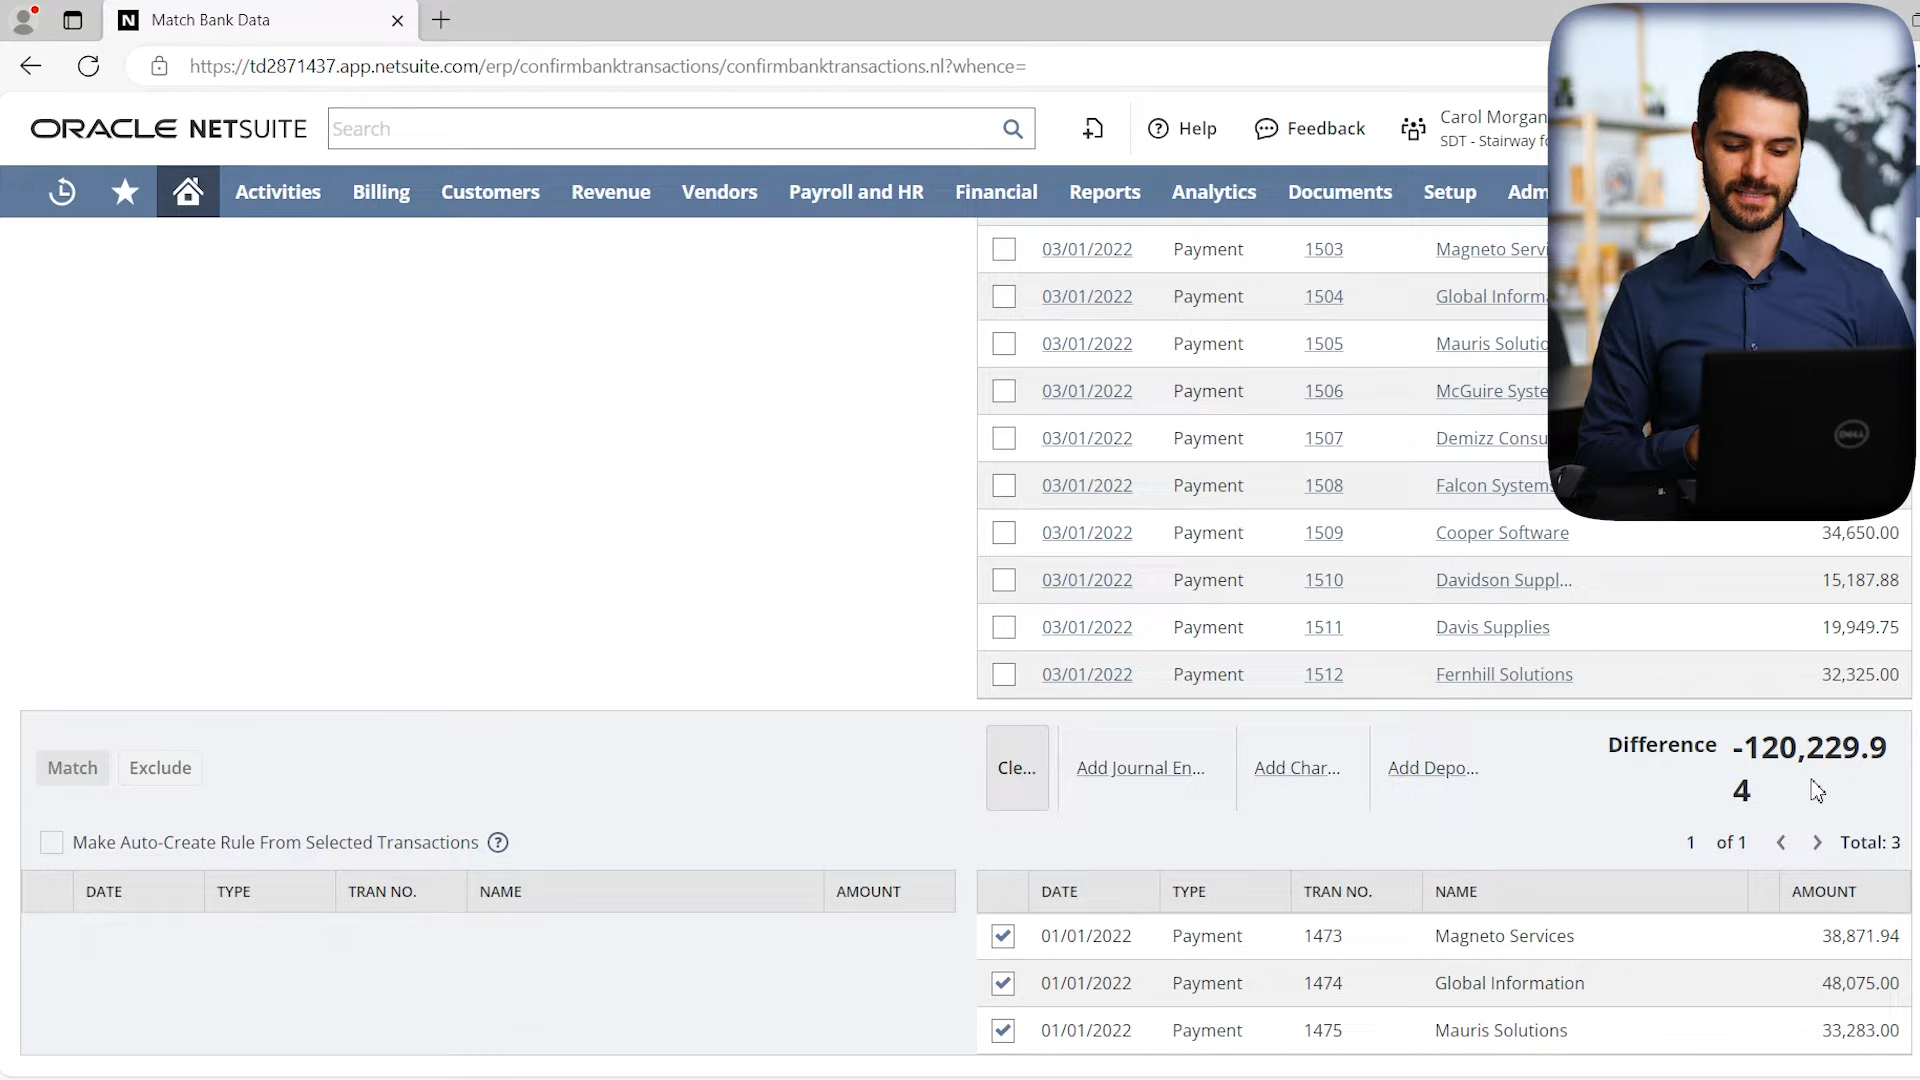 Match Bank Data
https://td2871437.app.netsuite.com/erp/confirmbanktransactions/confirmbanktransactions.nl?whence=
ORACLE NETSUITE
Search
Help
Feedback
Carol Morgan
SDT - Stairway fo
Activities Billing Customers Revenue Vendors Payroll and HR Financial Reports Analytics Documents Setup Adm
03/01/2022 Payment 1503 Magneto Servi
03/01/2022 Payment 1504 Global Inform
03/01/2022 Payment 1505 Mauris Solutio
03/01/2022 Payment 1506 McGuire Syste
03/01/2022 Payment 1507 Demizz Consu
03/01/2022 Payment 1508 Falcon Systems
03/01/2022 Payment 1509 Cooper Software 34,650.00
03/01/2022 Payment 1510 Davidson Suppl... 15,187.88
03/01/2022 Payment 1511 Davis Supplies 19,949.75
03/01/2022 Payment 1512 Fernhill Solutions 32,325.00
Match Exclude
Cle... Add Journal En... Add Char... Add Depo...
Difference -120,229.9
4
Make Auto-Create Rule From Selected Transactions ?
1 of 1 Total: 3
DATE TYPE TRAN NO. NAME AMOUNT
DATE TYPE TRAN NO. NAME AMOUNT
01/01/2022 Payment 1473 Magneto Services 38,871.94
01/01/2022 Payment 1474 Global Information 48,075.00
01/01/2022 Payment 1475 Mauris Solutions 33,283.00
DELL